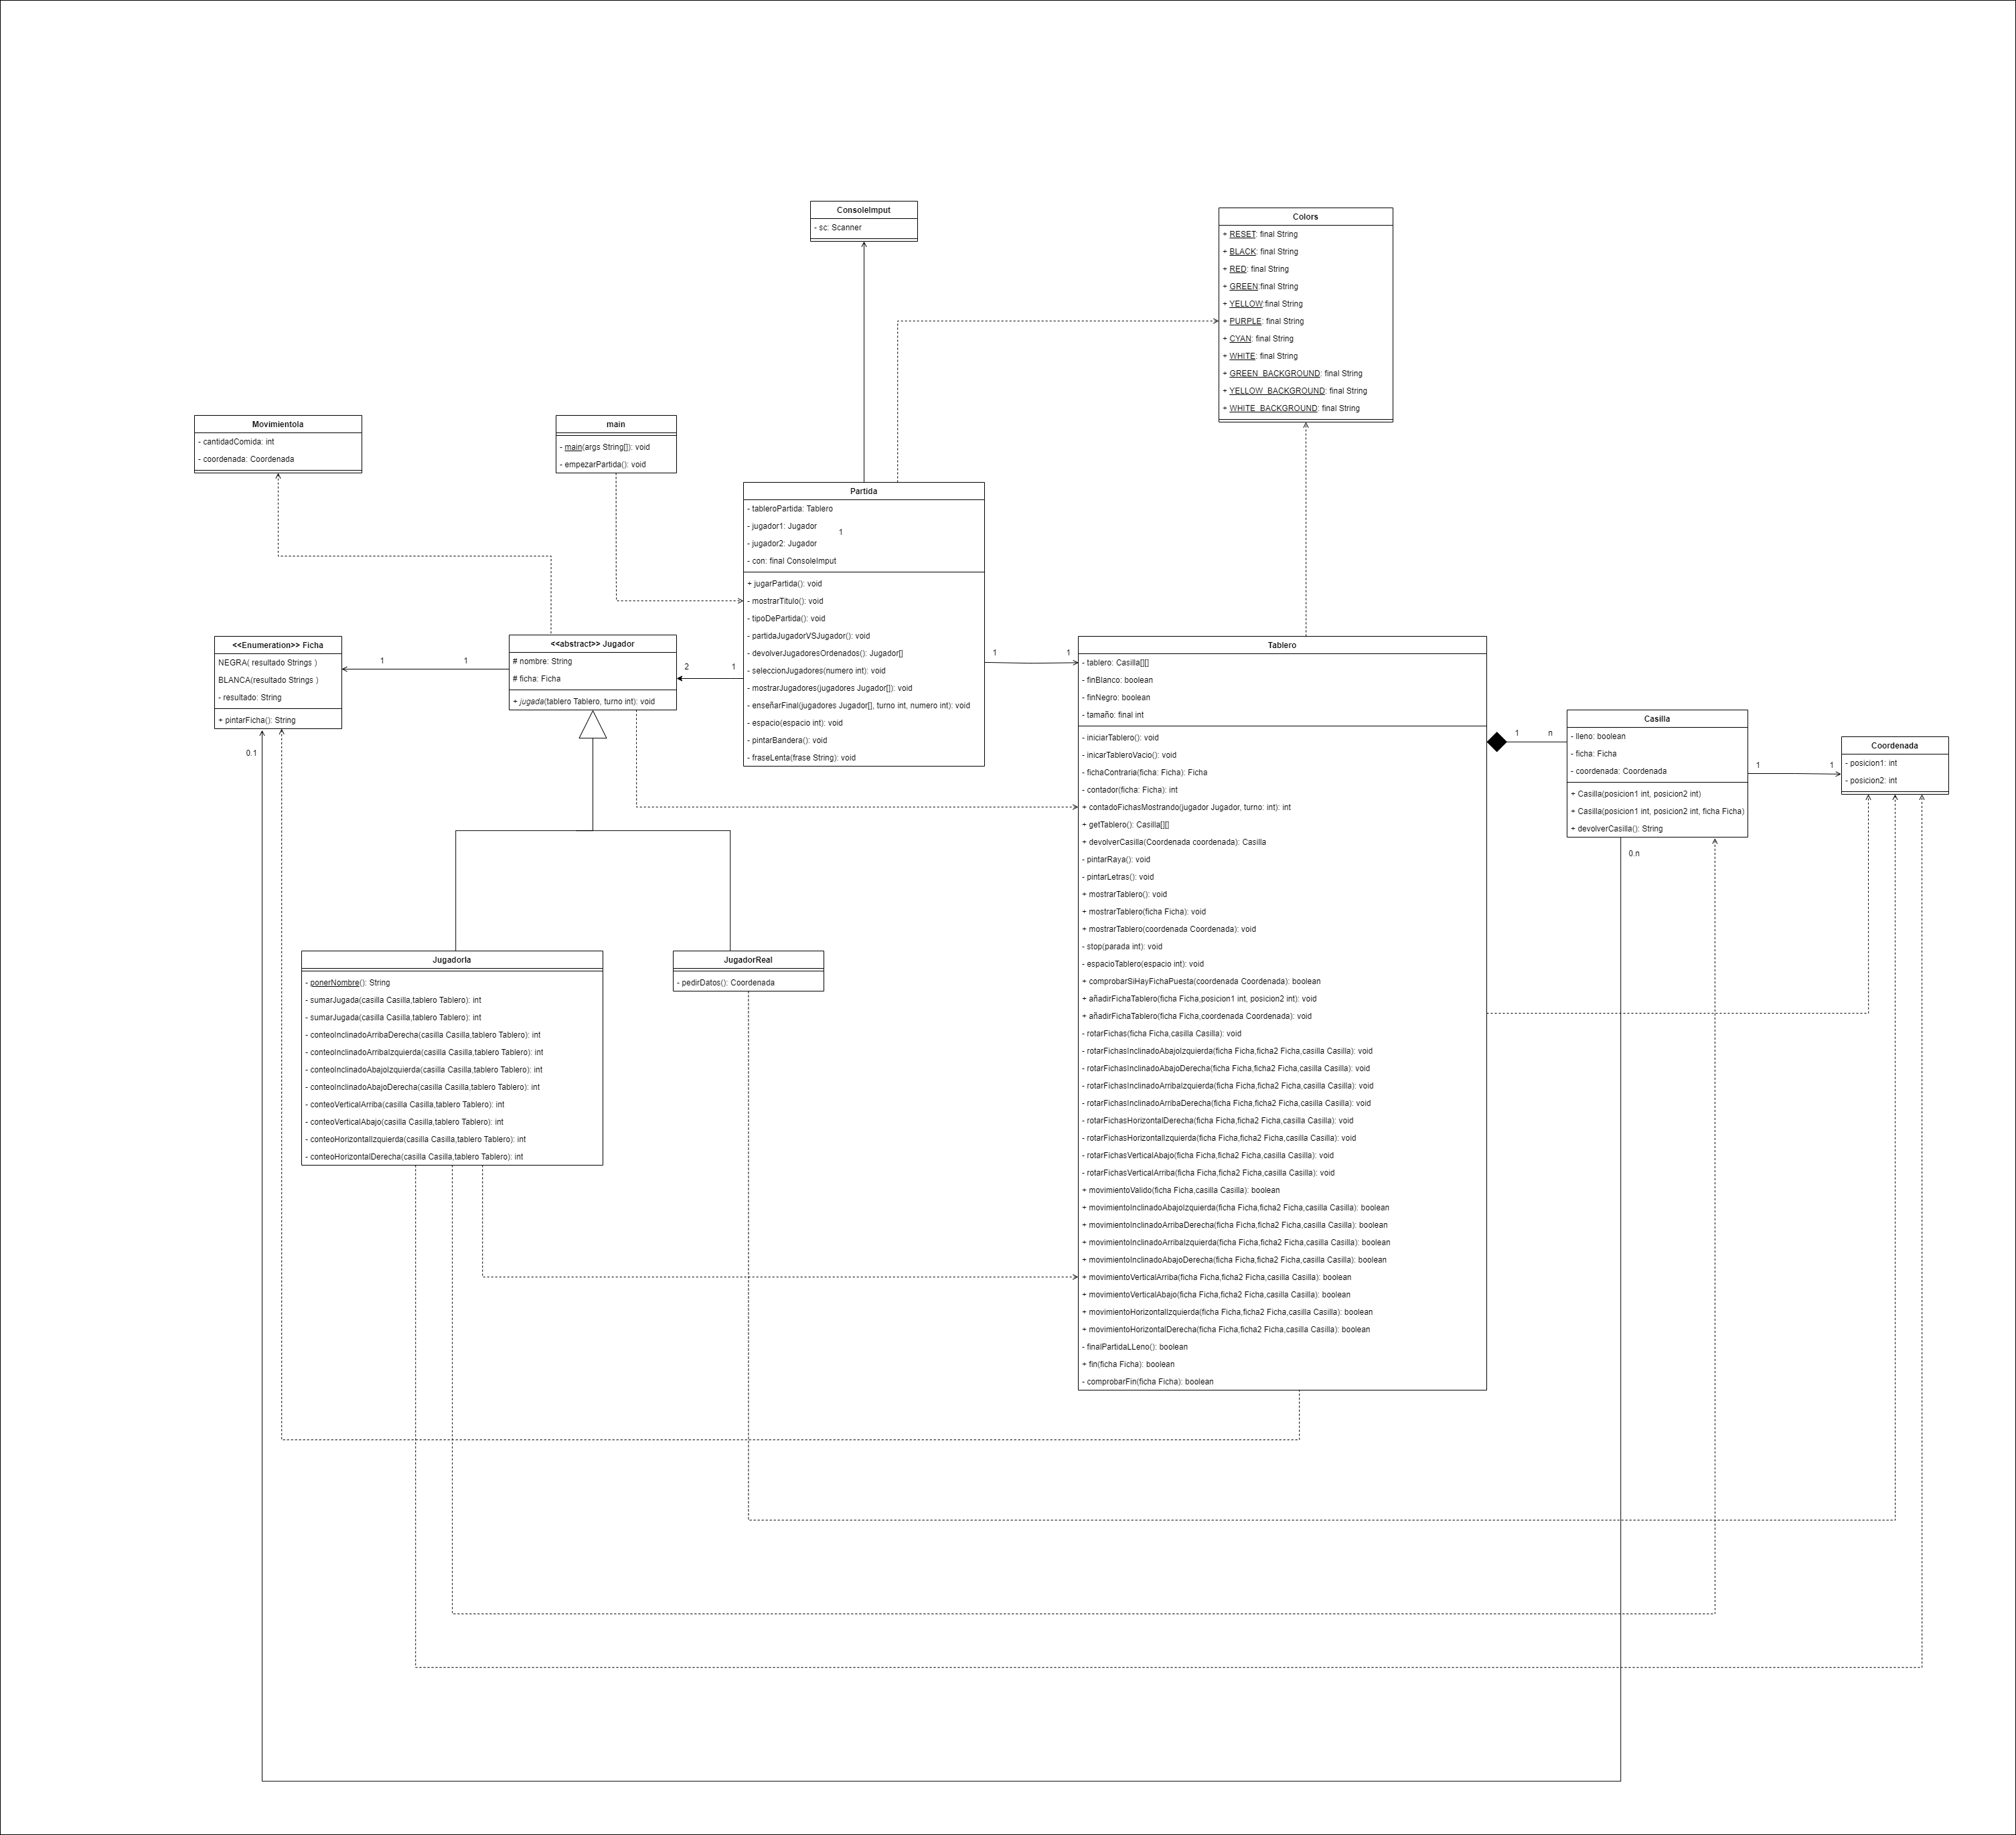 ConsoleImput
- sc: Scanner
Colors
+ RESET: final String
+ BLACK: final String
+ RED: final String
+ GREEN:final String
+ YELLOW:final String
+ PURPLE: final String
+ CYAN: final String
+ WHITE: final String
+ GREEN_BACKGROUND: final String
+ YELLOW_BACKGROUND: final String
+ WHITE_BACKGROUND: final String
MovimientoIa
- cantidadComida: int
- coordenada: Coordenada
main
- main(args String[]): void
- empezarPartida(): void
Partida
- tableroPartida: Tablero
- jugador1: Jugador
1
- jugador2: Jugador
- con: final ConsoleImput
+ jugarPartida(): void
- mostrarTitulo(): void
- tipoDePartida(): void
- partidaJugadorVSJugador(): void
- devolverJugadoresOrdenados(): Jugador[]
- seleccionJugadores(numero int): void
- mostrarJugadores(jugadores Jugador[]): void
- enseñarFinal(jugadores Jugador[], turno int, numero int): void
- espacio(espacio int): void
- pintarBandera(): void
- fraseLenta(frase String): void
<<Enumeration>> Ficha
NEGRA( resultado Strings )
BLANCA(resultado Strings )
- resultado: String
+ pintarFicha(): String
0.1
1
1
<<abstract>> Jugador
# nombre: String
# ficha: Ficha
+ jugada(tablero Tablero, turno int): void
2
1
1
1
Tablero
- tablero: Casilla[][]
- finBlanco: boolean
- finNegro: boolean
- tamaño: final int
- iniciarTablero(): void
- inicarTableroVacio(): void
- fichaContraria(ficha: Ficha): Ficha
- contador(ficha: Ficha): int
+ contadoFichasMostrando(jugador Jugador, turno: int): int
+ getTablero(): Casilla[][]
+ devolverCasilla(Coordenada coordenada): Casilla
- pintarRaya(): void
- pintarLetras(): void
+ mostrarTablero(): void
+ mostrarTablero(ficha Ficha): void
+ mostrarTablero(coordenada Coordenada): void
- stop(parada int): void
- espacioTablero(espacio int): void
+ comprobarSiHayFichaPuesta(coordenada Coordenada): boolean
+ añadirFichaTablero(ficha Ficha,posicion1 int, posicion2 int): void
+ añadirFichaTablero(ficha Ficha,coordenada Coordenada): void
- rotarFichas(ficha Ficha,casilla Casilla): void
- rotarFichasInclinadoAbajoIzquierda(ficha Ficha,ficha2 Ficha,casilla Casilla): void
- rotarFichasInclinadoAbajoDerecha(ficha Ficha,ficha2 Ficha,casilla Casilla): void
- rotarFichasInclinadoArribaIzquierda(ficha Ficha,ficha2 Ficha,casilla Casilla): void
- rotarFichasInclinadoArribaDerecha(ficha Ficha,ficha2 Ficha,casilla Casilla): void
- rotarFichasHorizontalDerecha(ficha Ficha,ficha2 Ficha,casilla Casilla): void
- rotarFichasHorizontalIzquierda(ficha Ficha,ficha2 Ficha,casilla Casilla): void
- rotarFichasVerticalAbajo(ficha Ficha,ficha2 Ficha,casilla Casilla): void
- rotarFichasVerticalArriba(ficha Ficha,ficha2 Ficha,casilla Casilla): void
+ movimientoValido(ficha Ficha,casilla Casilla): boolean
+ movimientoInclinadoAbajoIzquierda(ficha Ficha,ficha2 Ficha,casilla Casilla): boolean
+ movimientoInclinadoArribaDerecha(ficha Ficha,ficha2 Ficha,casilla Casilla): boolean
+ movimientoInclinadoArribaIzquierda(ficha Ficha,ficha2 Ficha,casilla Casilla): boolean
+ movimientoInclinadoAbajoDerecha(ficha Ficha,ficha2 Ficha,casilla Casilla): boolean
+ movimientoVerticalArriba(ficha Ficha,ficha2 Ficha,casilla Casilla): boolean
+ movimientoVerticalAbajo(ficha Ficha,ficha2 Ficha,casilla Casilla): boolean
+ movimientoHorizontalIzquierda(ficha Ficha,ficha2 Ficha,casilla Casilla): boolean
+ movimientoHorizontalDerecha(ficha Ficha,ficha2 Ficha,casilla Casilla): boolean
- finalPartidaLLeno(): boolean
+ fin(ficha Ficha): boolean
- comprobarFin(ficha Ficha): boolean
1
n
Casilla
- lleno: boolean
- ficha: Ficha
- coordenada: Coordenada
+ Casilla(posicion1 int, posicion2 int)
+ Casilla(posicion1 int, posicion2 int, ficha Ficha)
+ devolverCasilla(): String
0.n
1
1
Coordenada
- posicion1: int
- posicion2: int
JugadorIa
- ponerNombre(): String
- sumarJugada(casilla Casilla,tablero Tablero): int
- sumarJugada(casilla Casilla,tablero Tablero): int
- conteoInclinadoArribaDerecha(casilla Casilla,tablero Tablero): int
- conteoInclinadoArribaIzquierda(casilla Casilla,tablero Tablero): int
- conteoInclinadoAbajoIzquierda(casilla Casilla,tablero Tablero): int
- conteoInclinadoAbajoDerecha(casilla Casilla,tablero Tablero): int
- conteoVerticalArriba(casilla Casilla,tablero Tablero): int
- conteoVerticalAbajo(casilla Casilla,tablero Tablero): int
- conteoHorizontalIzquierda(casilla Casilla,tablero Tablero): int
- conteoHorizontalDerecha(casilla Casilla,tablero Tablero): int
JugadorReal
- pedirDatos(): Coordenada